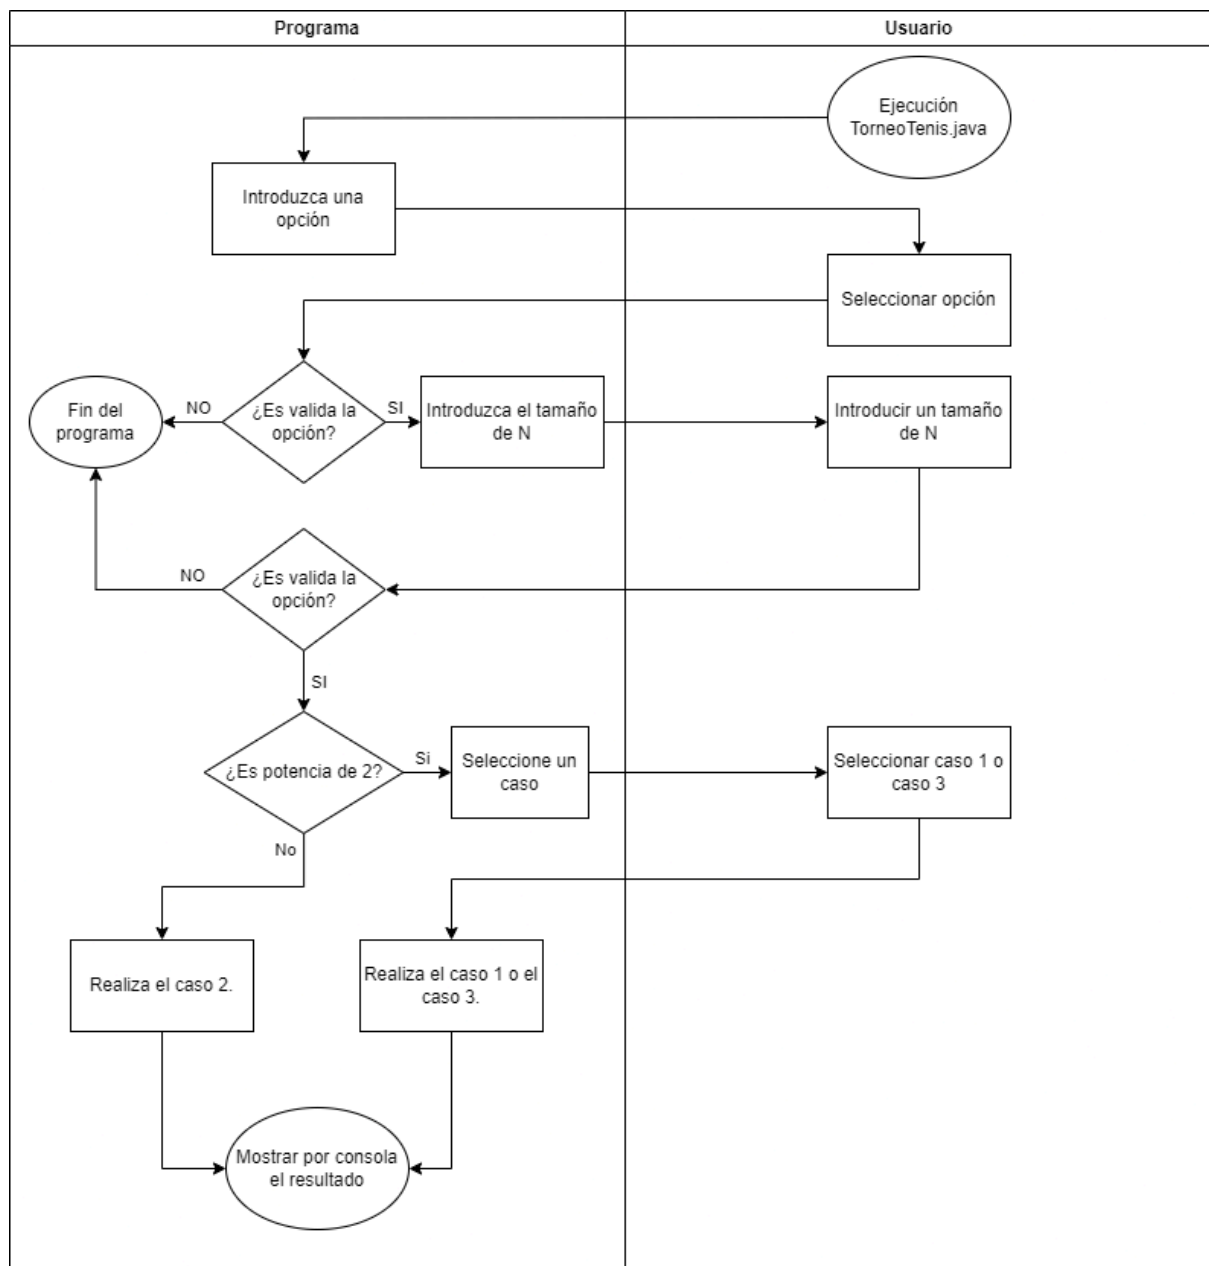 Programa
Usuario
Ejecución
TorneoTenis.java
Introduzca una
opción
Seleccionar opción
Fin del
programa
NO
¿Es valida la
opción?
SI
Introduzca el tamaño
de N
Introducir un tamaño
de N
NO
¿Es valida la
opción?
SI
¿Es potencia de 2?
Si
Seleccione un
caso
Seleccionar caso 1 o
caso 3
No
Realiza el caso 2.
Realiza el caso 1 o el
caso 3.
Mostrar por consola
el resultado